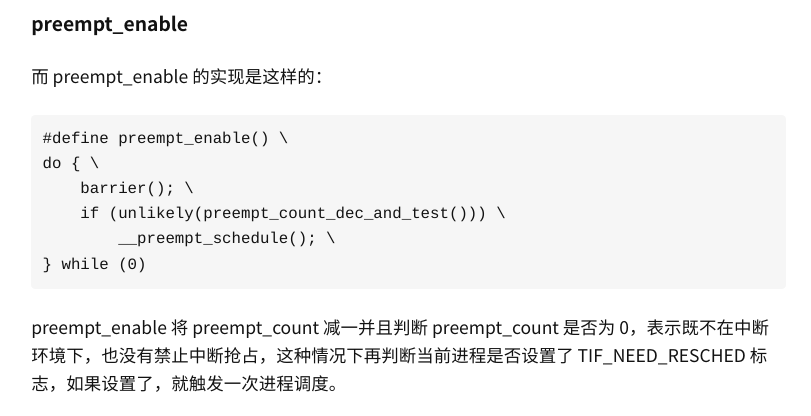 preempt_enable
而 preempt_enable 的实现是这样的：
#define preempt_enable() \
do { \
    barrier(); \
    if (unlikely(preempt_count_dec_and_test())) \
        __preempt_schedule(); \
} while (0)
preempt_enable 将 preempt_count 减一并且判断 preempt_count 是否为 0，表示既不在中断
环境下，也没有禁止中断抢占，这种情况下再判断当前进程是否设置了 TIF_NEED_RESCHED 标
志，如果设置了，就触发一次进程调度。